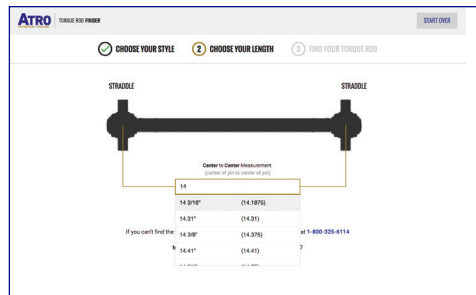 ATRO TORQUE ROD FINDER START OVER
CHOOSE YOUR STYLE 2 CHOOSE YOUR LENGTH 3 FIND YOUR TORQUE ROD
STRADDLE STRADDLE
Center to Center Measurement
(center of pin to center of pin)
14
14 3/16" (14.1875)
14.31" (14.31)
If you can't find the at 1-800-325-6114
14 3/8" (14.375)
14.41" (14.41)